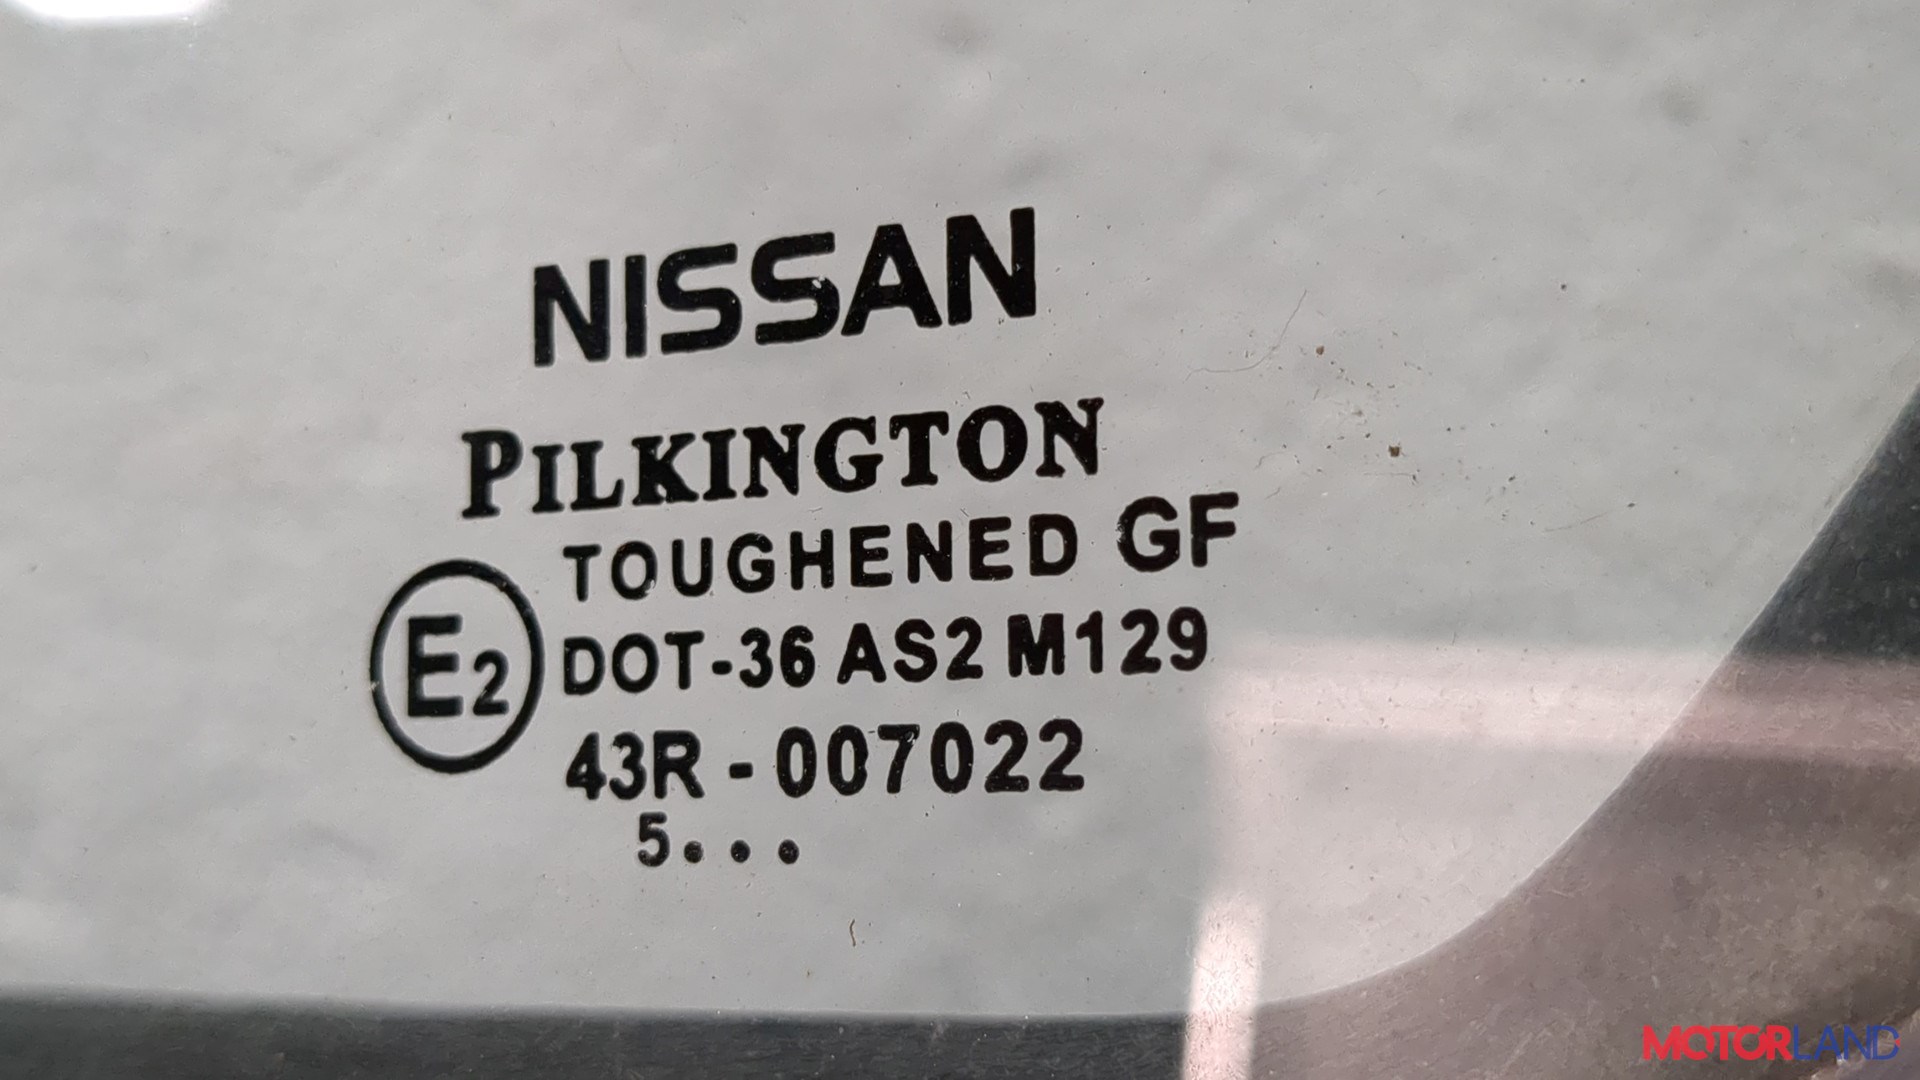 NISSAN
PILKINGTON
TOUGHENED GF
E2 DOT-36 AS2 M129
43R - 007022
5...
MOTORLAND